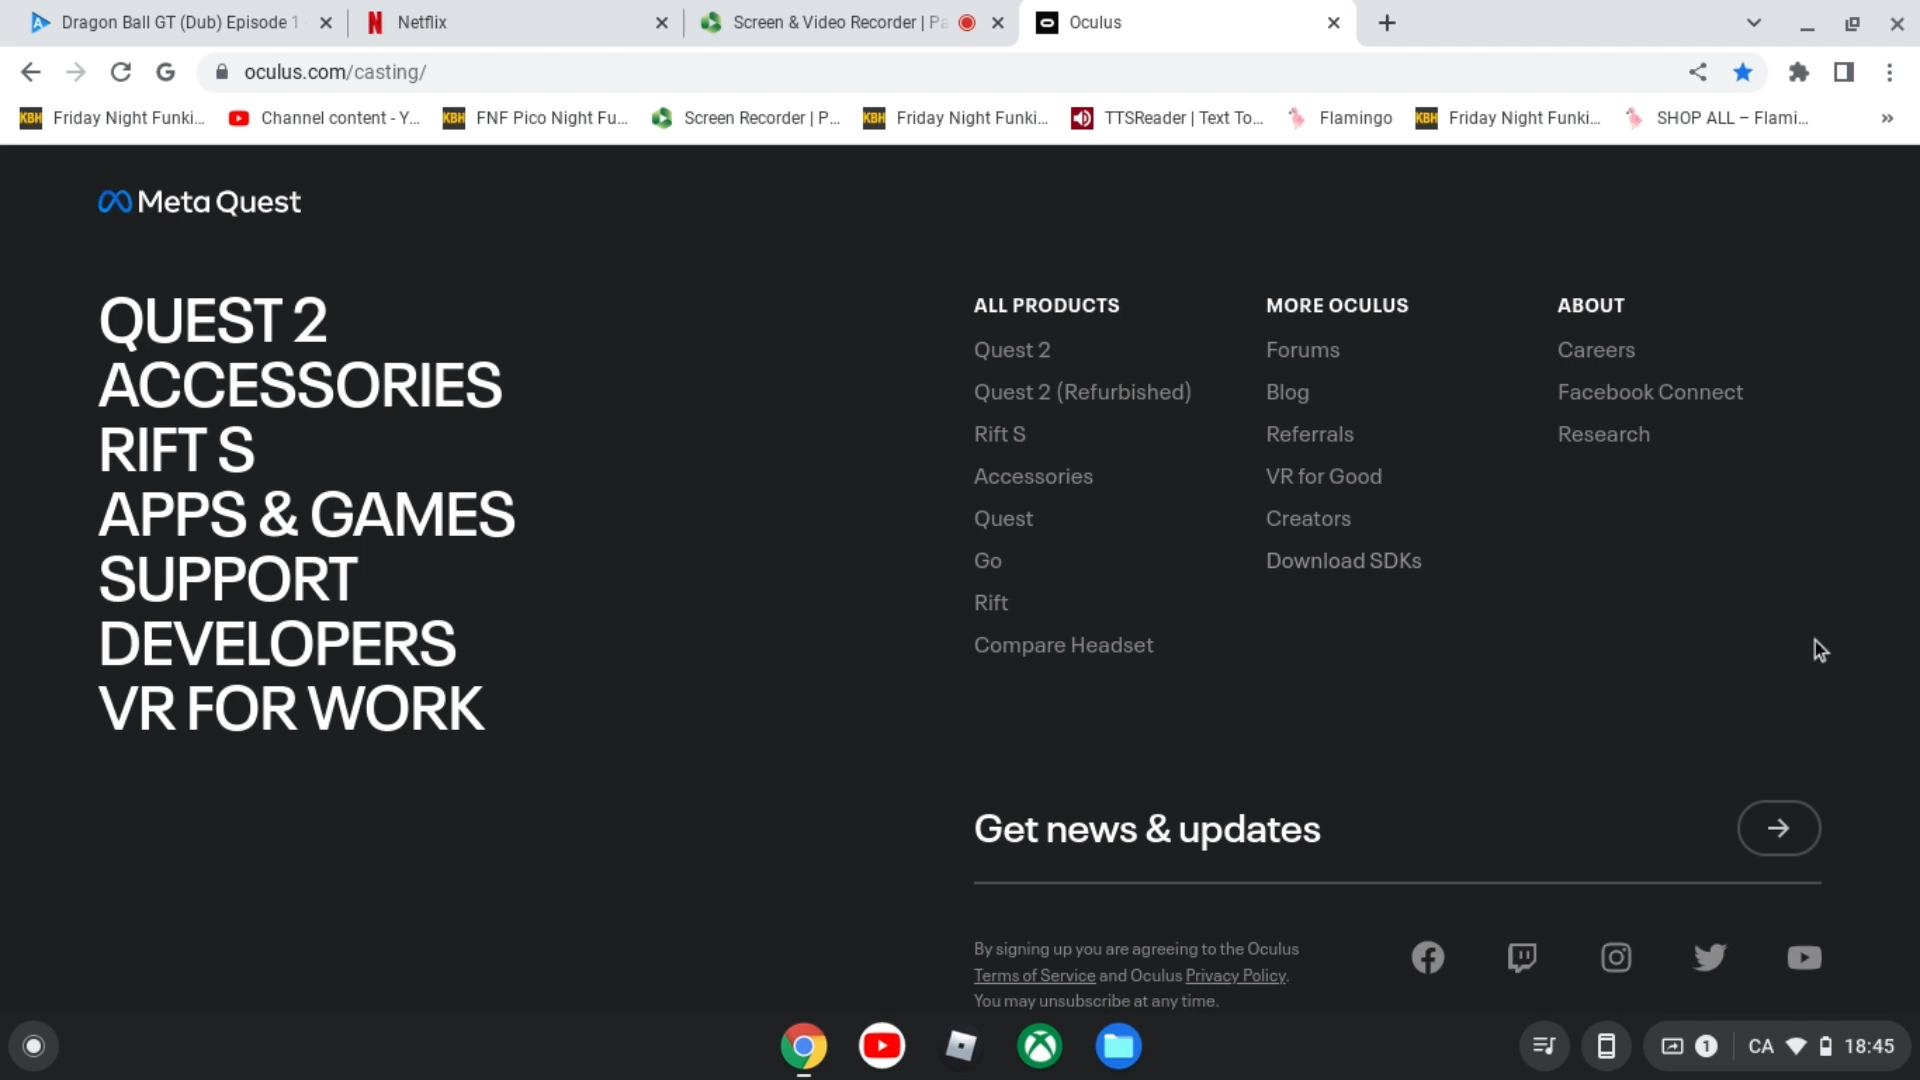 Dragon Ball GT (Dub) Episode 1
Netflix
Screen & Video Recorder | Pa
Oculus
oculus.com/casting/
Friday Night Funki...
Channel content - Y...
FNF Pico Night Fu...
Screen Recorder | P...
Friday Night Funki...
TTSReader | Text To...
Flamingo
Friday Night Funki...
SHOP ALL – Flami...
Meta Quest
QUEST 2
ACCESSORIES
RIFT S
APPS & GAMES
SUPPORT
DEVELOPERS
VR FOR WORK
ALL PRODUCTS
Quest 2
Quest 2 (Refurbished)
Rift S
Accessories
Quest
Go
Rift
Compare Headset
MORE OCULUS
Forums
Blog
Referrals
VR for Good
Creators
Download SDKs
ABOUT
Careers
Facebook Connect
Research
Get news & updates
By signing up you are agreeing to the Oculus
Terms of Service and Oculus Privacy Policy.
You may unsubscribe at any time.
1
CA
18:45